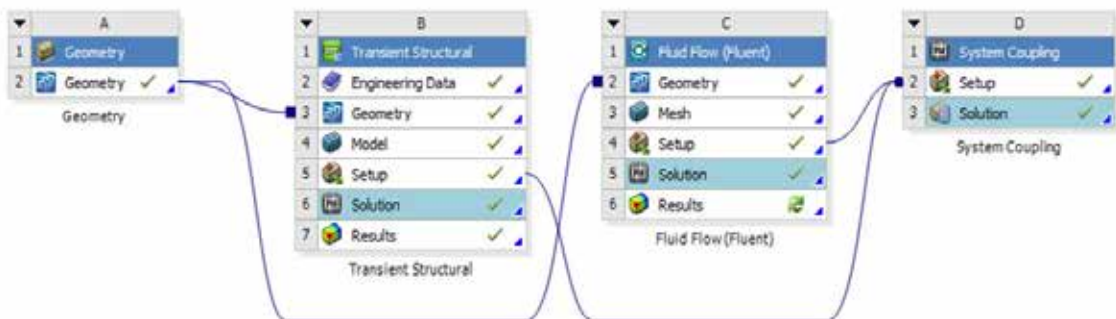 A
1 Geometry
2 Geometry
Geometry
B
1 Transient Structural
2 Engineering Data
3 Geometry
4 Model
5 Setup
6 Solution
7 Results
Transient Structural
C
1 Fluid Flow (Fluent)
2 Geometry
3 Mesh
4 Setup
5 Solution
6 Results
Fluid Flow (Fluent)
D
1 System Coupling
2 Setup
3 Solution
System Coupling